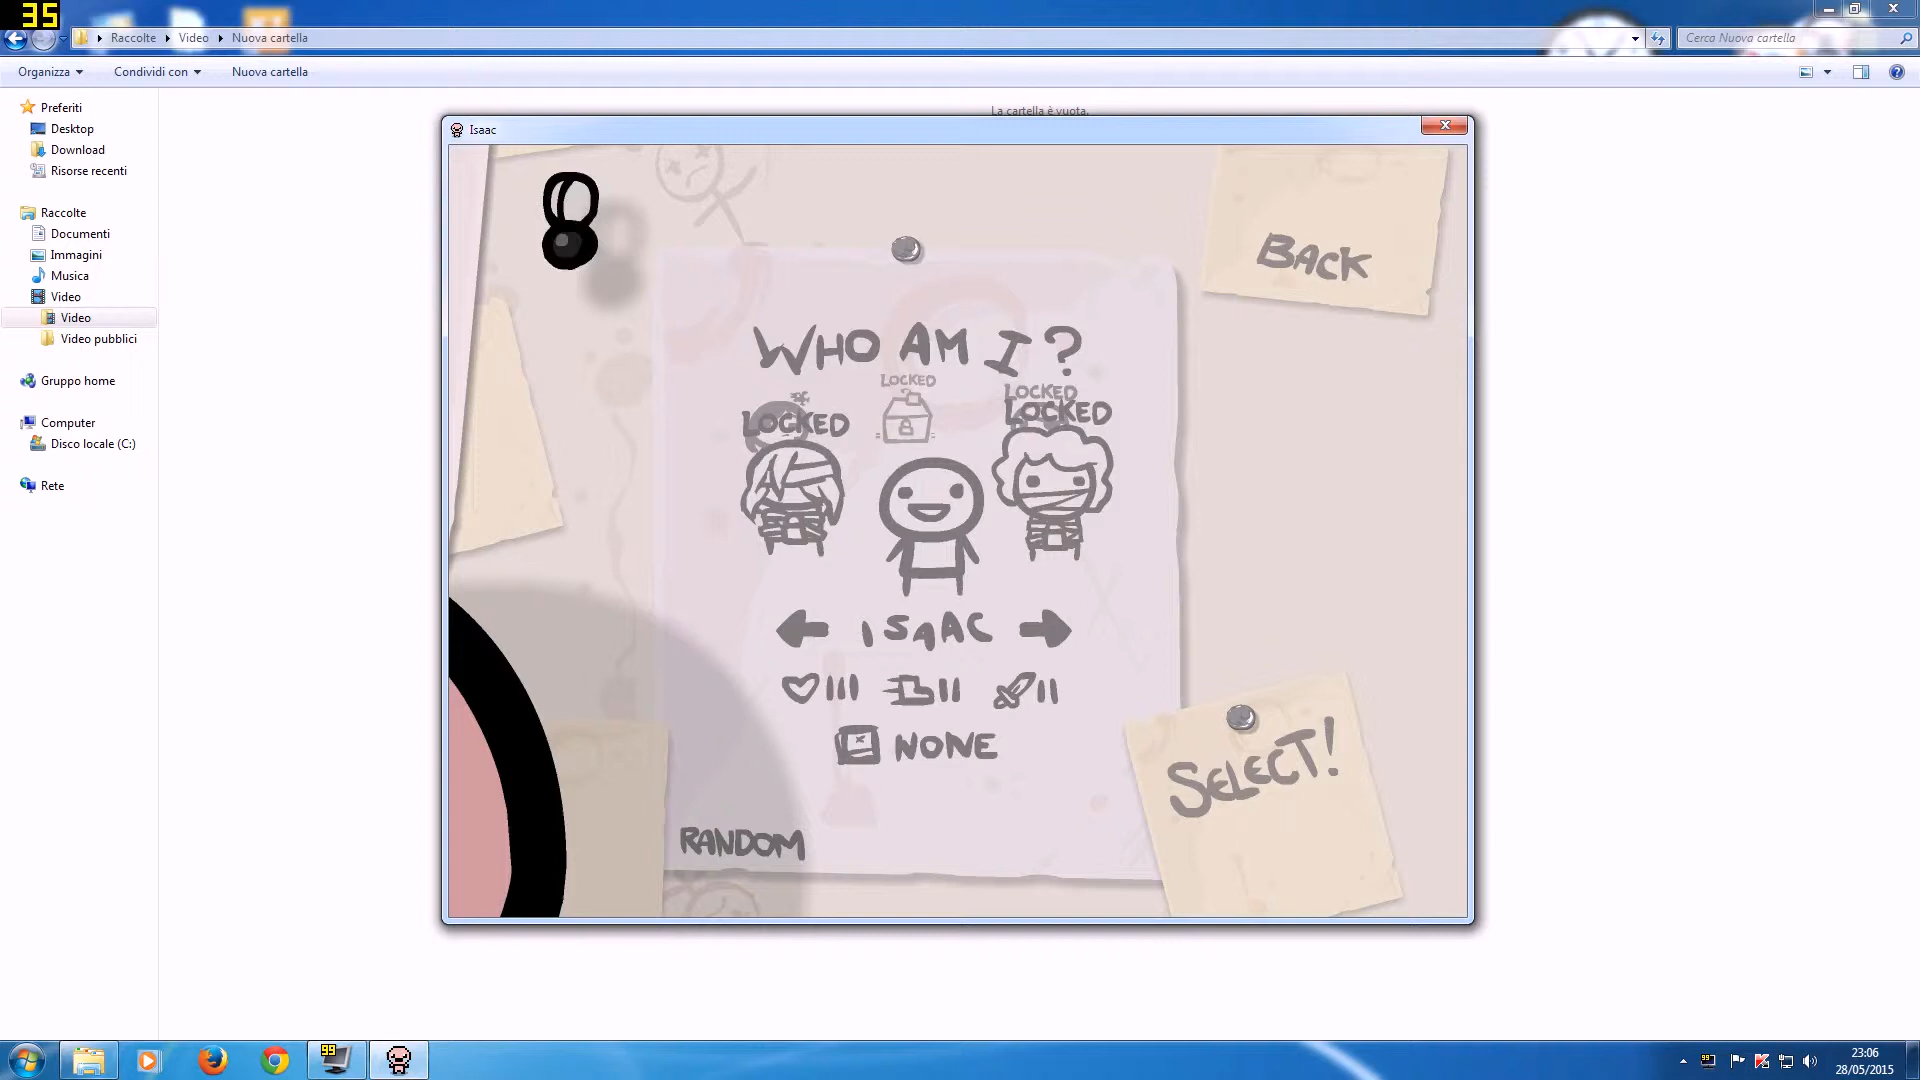 35
Raccolte Video Nuova cartella
Cerca Nuova cartella
Organizza Condividi con Nuova cartella
Preferiti
Desktop
Download
Risorse recenti
Raccolte
Documenti
Immagini
Musica
Video
Video
Video pubblici
Gruppo home
Computer
Disco locale (C:)
Rete
La cartella è vuota.
Isaac
BACK
WHO AM I?
LOCKED
LOCKED
LOCKED
LOCKED
ISAAC
NONE
RANDOM
SELECT!
99
23:06
28/05/2015